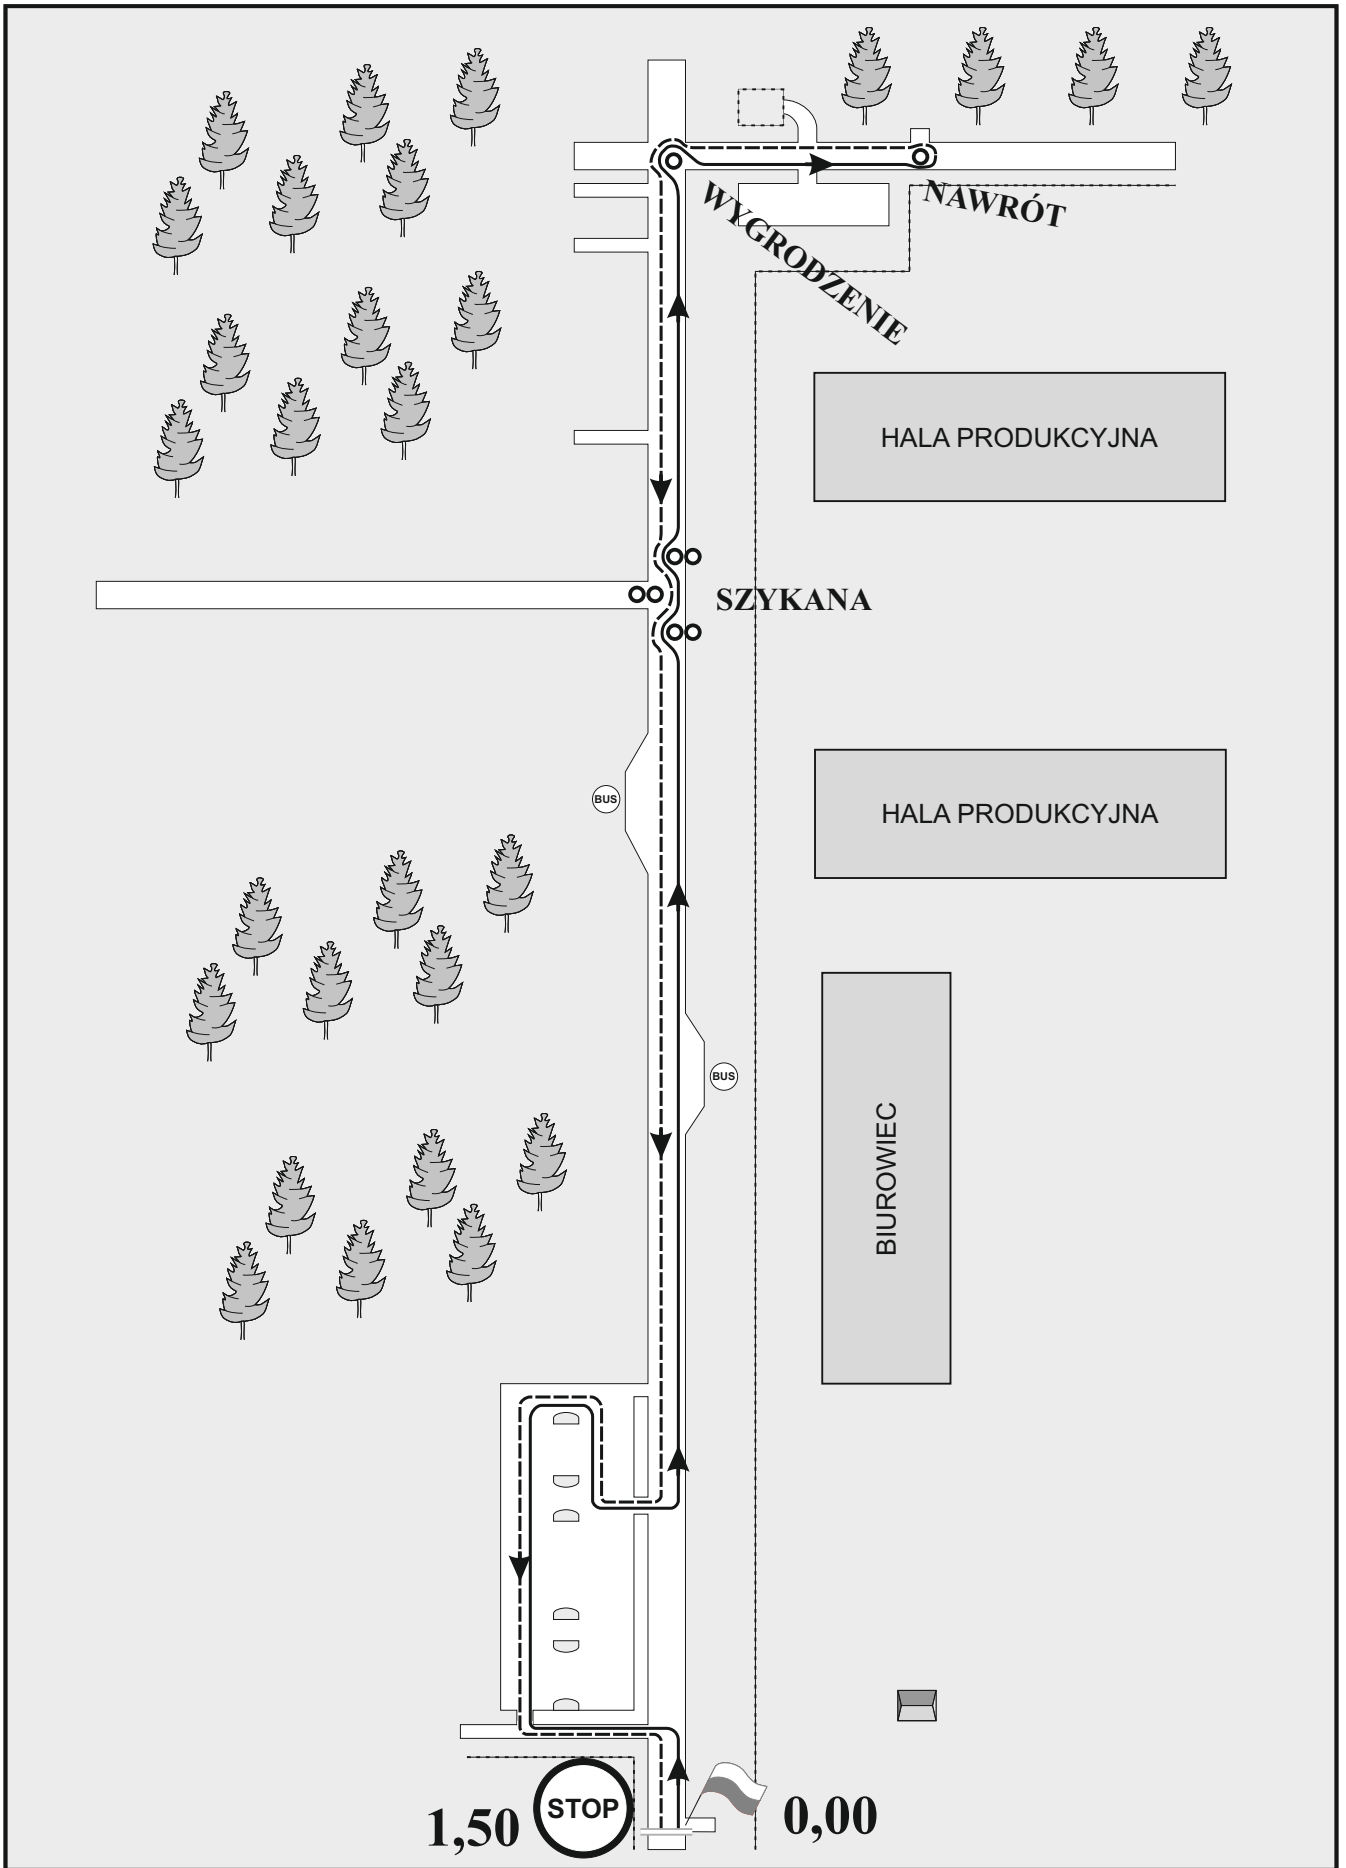 NAWRÓT
WYGRODZENIE
HALA PRODUKCYJNA
SZYKANA
BUS
HALA PRODUKCYJNA
BUS
BIUROWIEC
1,50
STOP
0,00